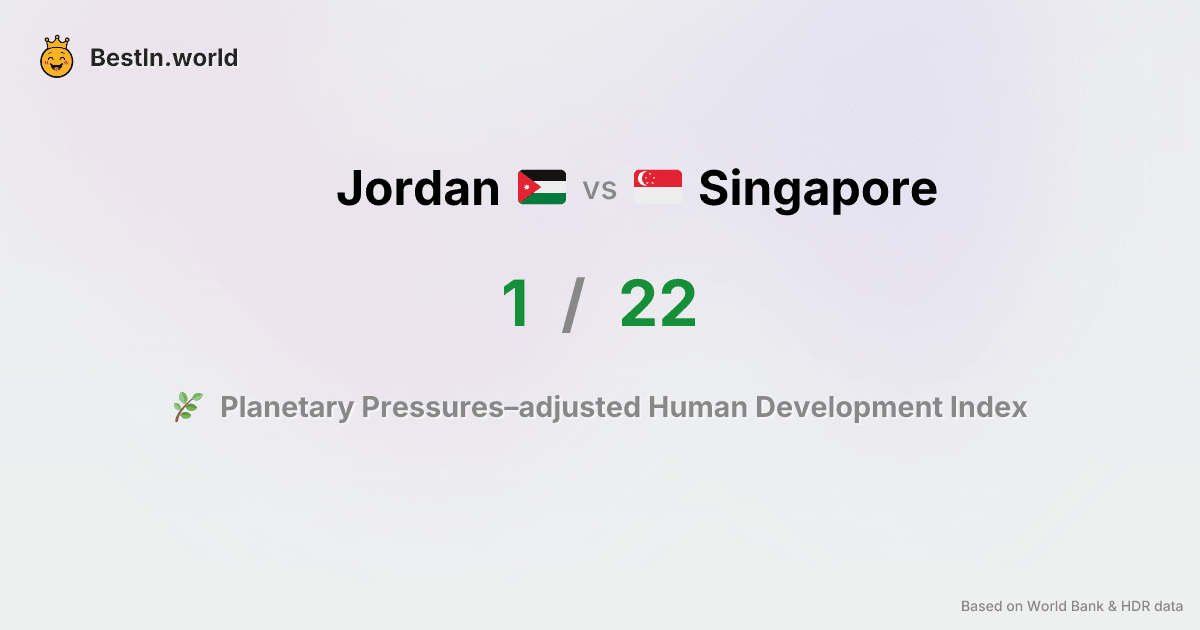 BestIn.world
Jordan vs Singapore
1 / 22
Planetary Pressures–adjusted Human Development Index
Based on World Bank & HDR data